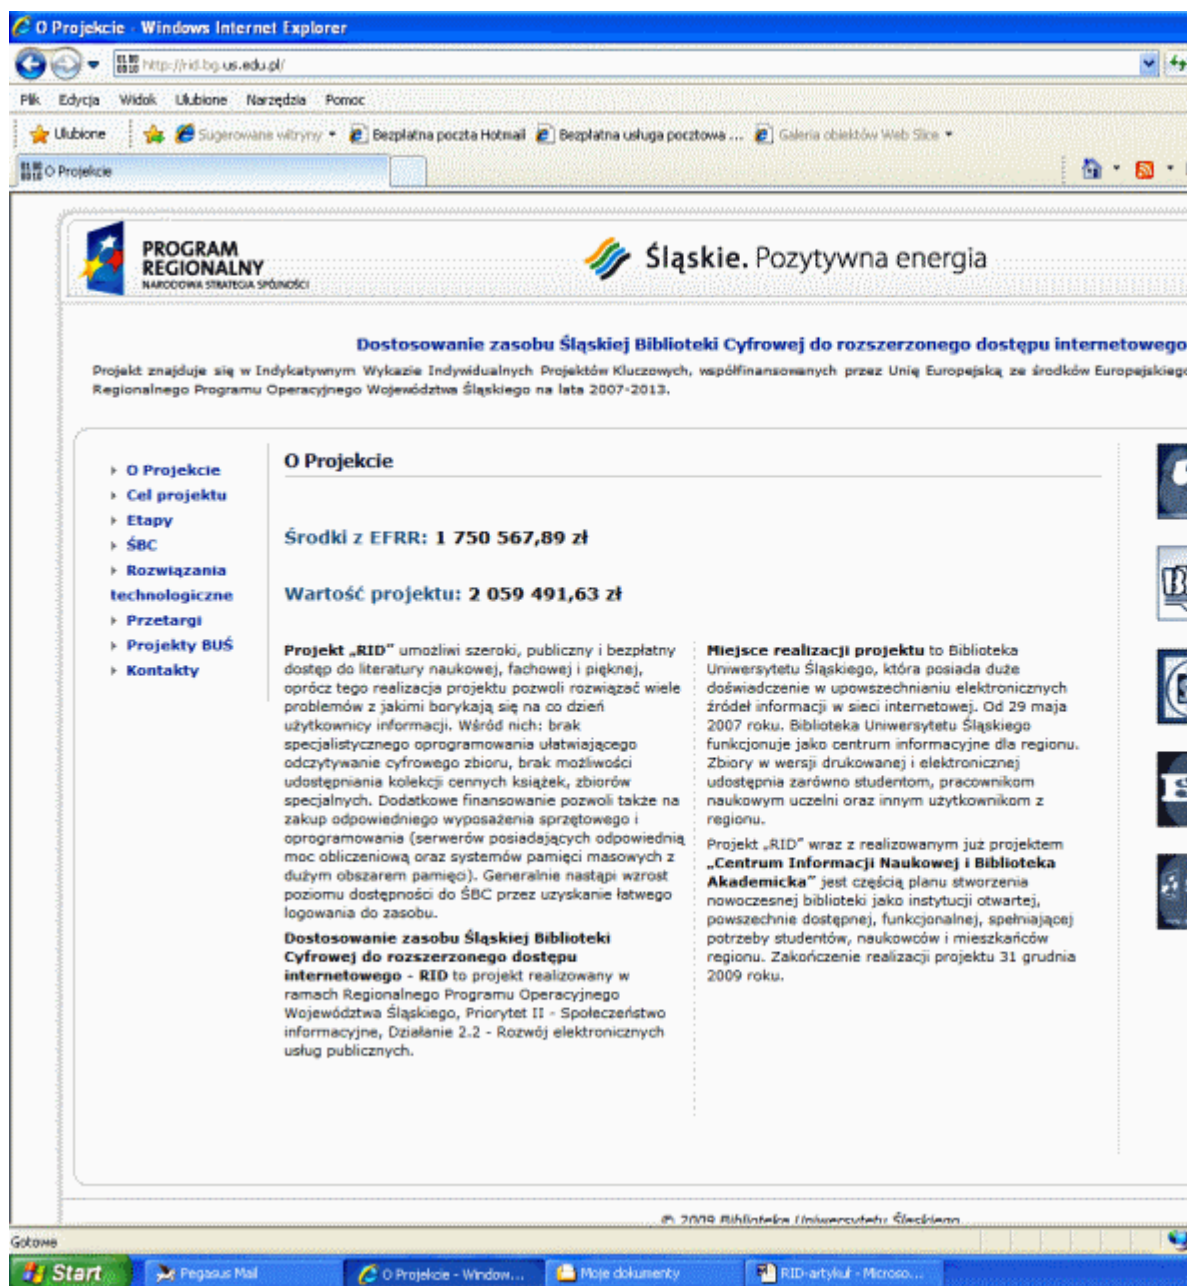 O Projekcie - Windows Internet Explorer
http://rid.bg.us.edu.pl/
Plik Edycja Widok Ulubione Narzędzia Pomoc
Ulubione Sugerowane witryny Bezpłatna poczta Hotmail Bezpłatna usługa pocztowa ... Galeria obiektów Web Slice
O Projekcie
PROGRAM
REGIONALNY
NARODOWA STRATEGIA SPÓJNOŚCI
Śląskie. Pozytywna energia
Dostosowanie zasobu Śląskiej Biblioteki Cyfrowej do rozszerzonego dostępu internetowego
Projekt znajduje się w Indykatywnym Wykazie Indywidualnych Projektów Kluczowych, współfinansowanych przez Unię Europejską ze środków Europejskiego
Regionalnego Programu Operacyjnego Województwa Śląskiego na lata 2007-2013.
O Projekcie
Cel projektu
Etapy
ŚBC
Rozwiązania
technologiczne
Przetargi
Projekty BUŚ
Kontakty
O Projekcie
Środki z EFRR: 1 750 567,89 zł
Wartość projektu: 2 059 491,63 zł
Projekt „RID” umożliwi szeroki, publiczny i bezpłatny
dostęp do literatury naukowej, fachowej i pięknej,
oprócz tego realizacja projektu pozwoli rozwiązać wiele
problemów z jakimi borykają się na co dzień
użytkownicy informacji. Wśród nich: brak
specjalistycznego oprogramowania ułatwiającego
odczytywanie cyfrowego zbioru, brak możliwości
udostępniania kolekcji cennych książek, zbiorów
specjalnych. Dodatkowe finansowanie pozwoli także na
zakup odpowiedniego wyposażenia sprzętowego i
oprogramowania (serwerów posiadających odpowiednią
moc obliczeniową oraz systemów pamięci masowych z
dużym obszarem pamięci). Generalnie nastąpi wzrost
poziomu dostępności do ŚBC przez uzyskanie łatwego
logowania do zasobu.
Dostosowanie zasobu Śląskiej Biblioteki
Cyfrowej do rozszerzonego dostępu
internetowego - RID to projekt realizowany w
ramach Regionalnego Programu Operacyjnego
Województwa Śląskiego, Priorytet II - Społeczeństwo
informacyjne, Działanie 2.2 - Rozwój elektronicznych
usług publicznych.
Miejsce realizacji projektu to Biblioteka
Uniwersytetu Śląskiego, która posiada duże
doświadczenie w upowszechnianiu elektronicznych
źródeł informacji w sieci internetowej. Od 29 maja
2007 roku. Biblioteka Uniwersytetu Śląskiego
funkcjonuje jako centrum informacyjne dla regionu.
Zbiory w wersji drukowanej i elektronicznej
udostępnia zarówno studentom, pracownikom
naukowym uczelni oraz innym użytkownikom z
regionu.
Projekt „RID” wraz z realizowanym już projektem
„Centrum Informacji Naukowej i Biblioteka
Akademicka” jest częścią planu stworzenia
nowoczesnej biblioteki jako instytucji otwartej,
powszechnie dostępnej, funkcjonalnej, spełniającej
potrzeby studentów, naukowców i mieszkańców
regionu. Zakończenie realizacji projektu 31 grudnia
2009 roku.
© 2009 Biblioteka Uniwersytetu Śląskiego
Gotowe
Start Pegasus Mail O Projekcie - Window... Moje dokumenty RID-artykuł - Microso...